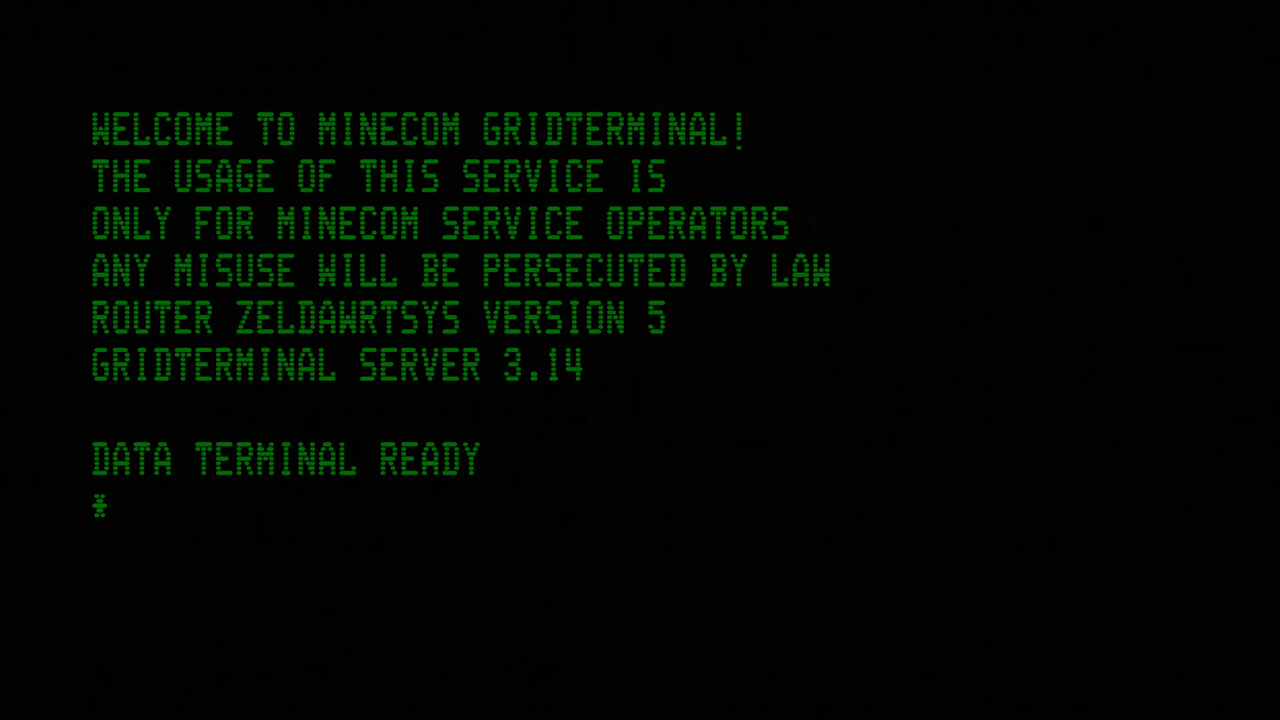 WELCOME TO MINECOM GRIDTERMINAL!
THE USAGE OF THIS SERVICE IS
ONLY FOR MINECOM SERVICE OPERATORS
ANY MISUSE WILL BE PERSECUTED BY LAW
ROUTER ZELDAWRTSYS VERSION 5
GRIDTERMINAL SERVER 3.14
DATA TERMINAL READY
*